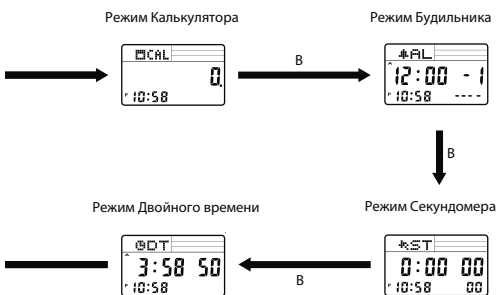 Режим Калькулятора
Режим Будильника
CAL
0.
P 10:58
B
AL
12:00 -1
P 10:58 ----
B
Режим Двойного времени
Режим Секундомера
DT
3:58 50
10:58
B
ST
0:00 00
P 10:58 00